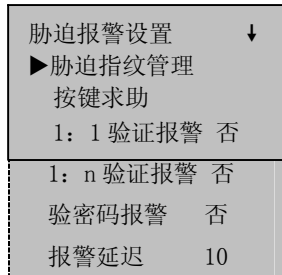 胁迫报警设置 ↓
▶胁迫指纹管理
按键求助
1：1验证报警 否
1：n验证报警 否
验密码报警 否
报警延迟 10